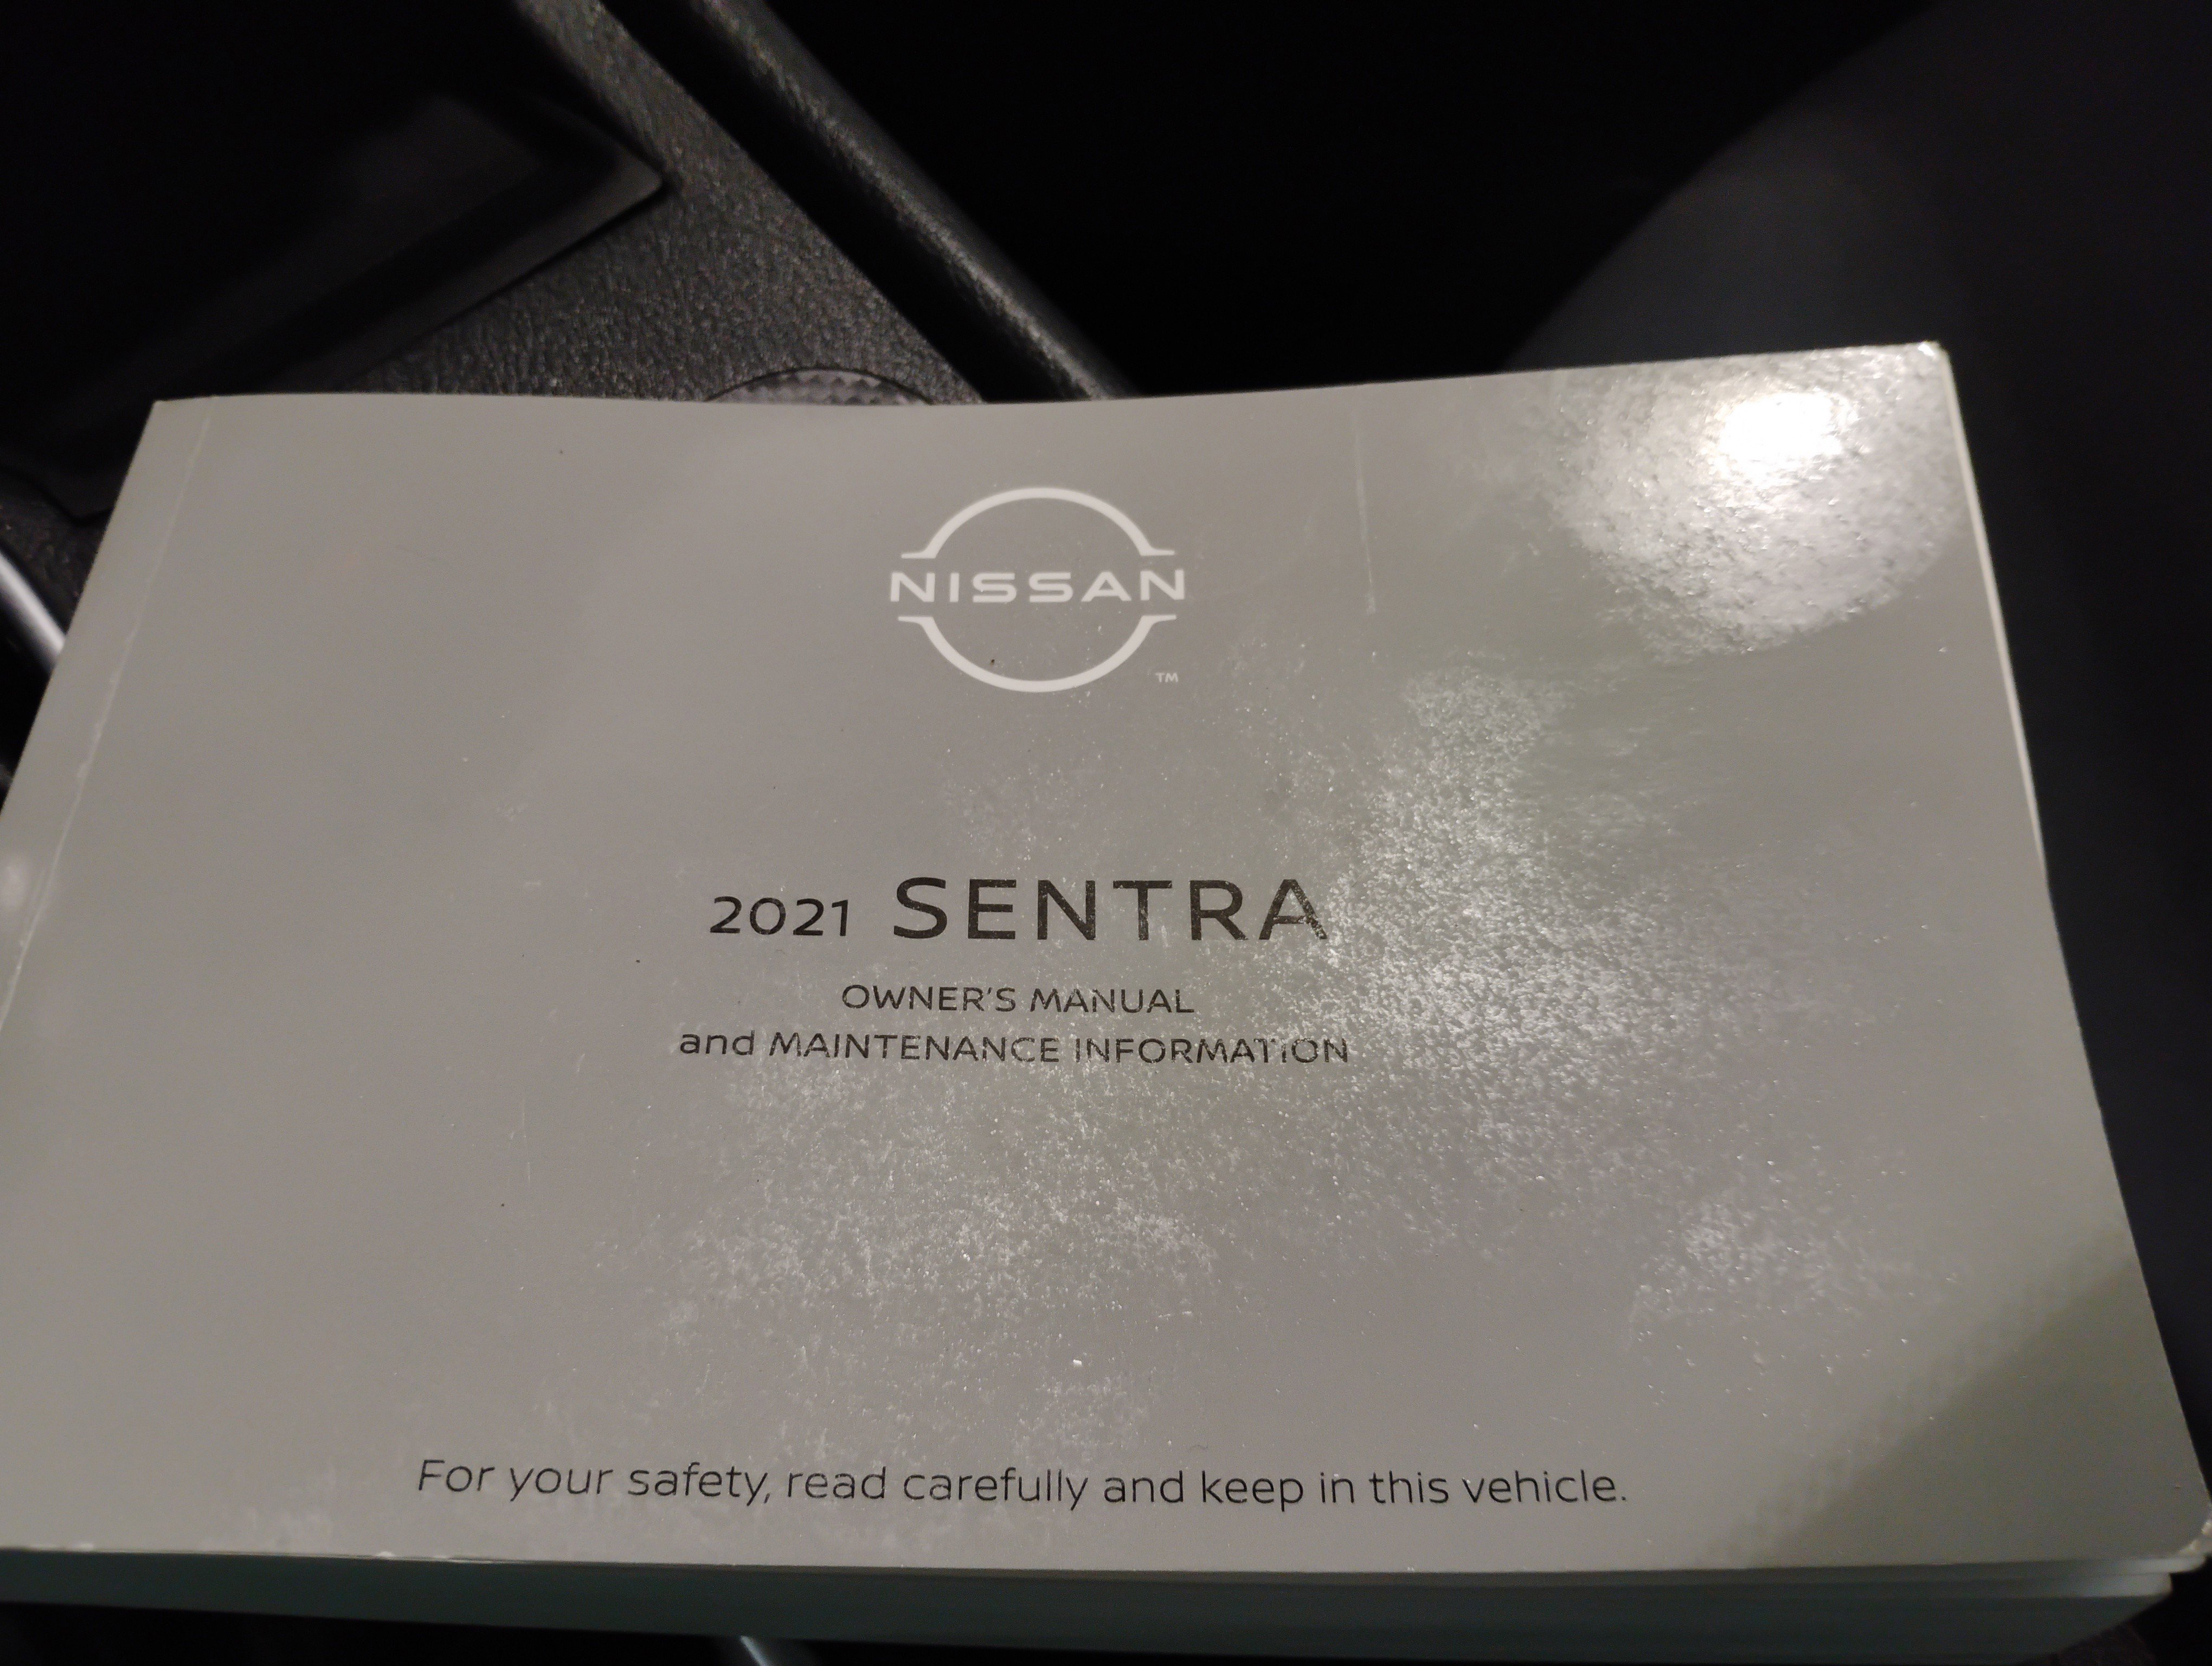 NISSAN
TM
2021 SENTRA
OWNER'S MANUAL
and MAINTENANCE INFORMATION
For your safety, read carefully and keep in this vehicle.